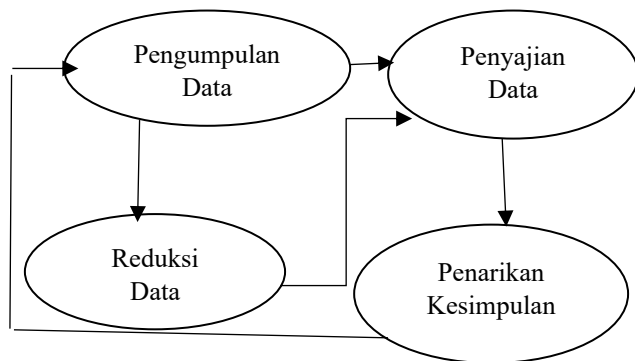 Pengumpulan
Data
Penyajian
Data
Reduksi
Data
Penarikan
Kesimpulan